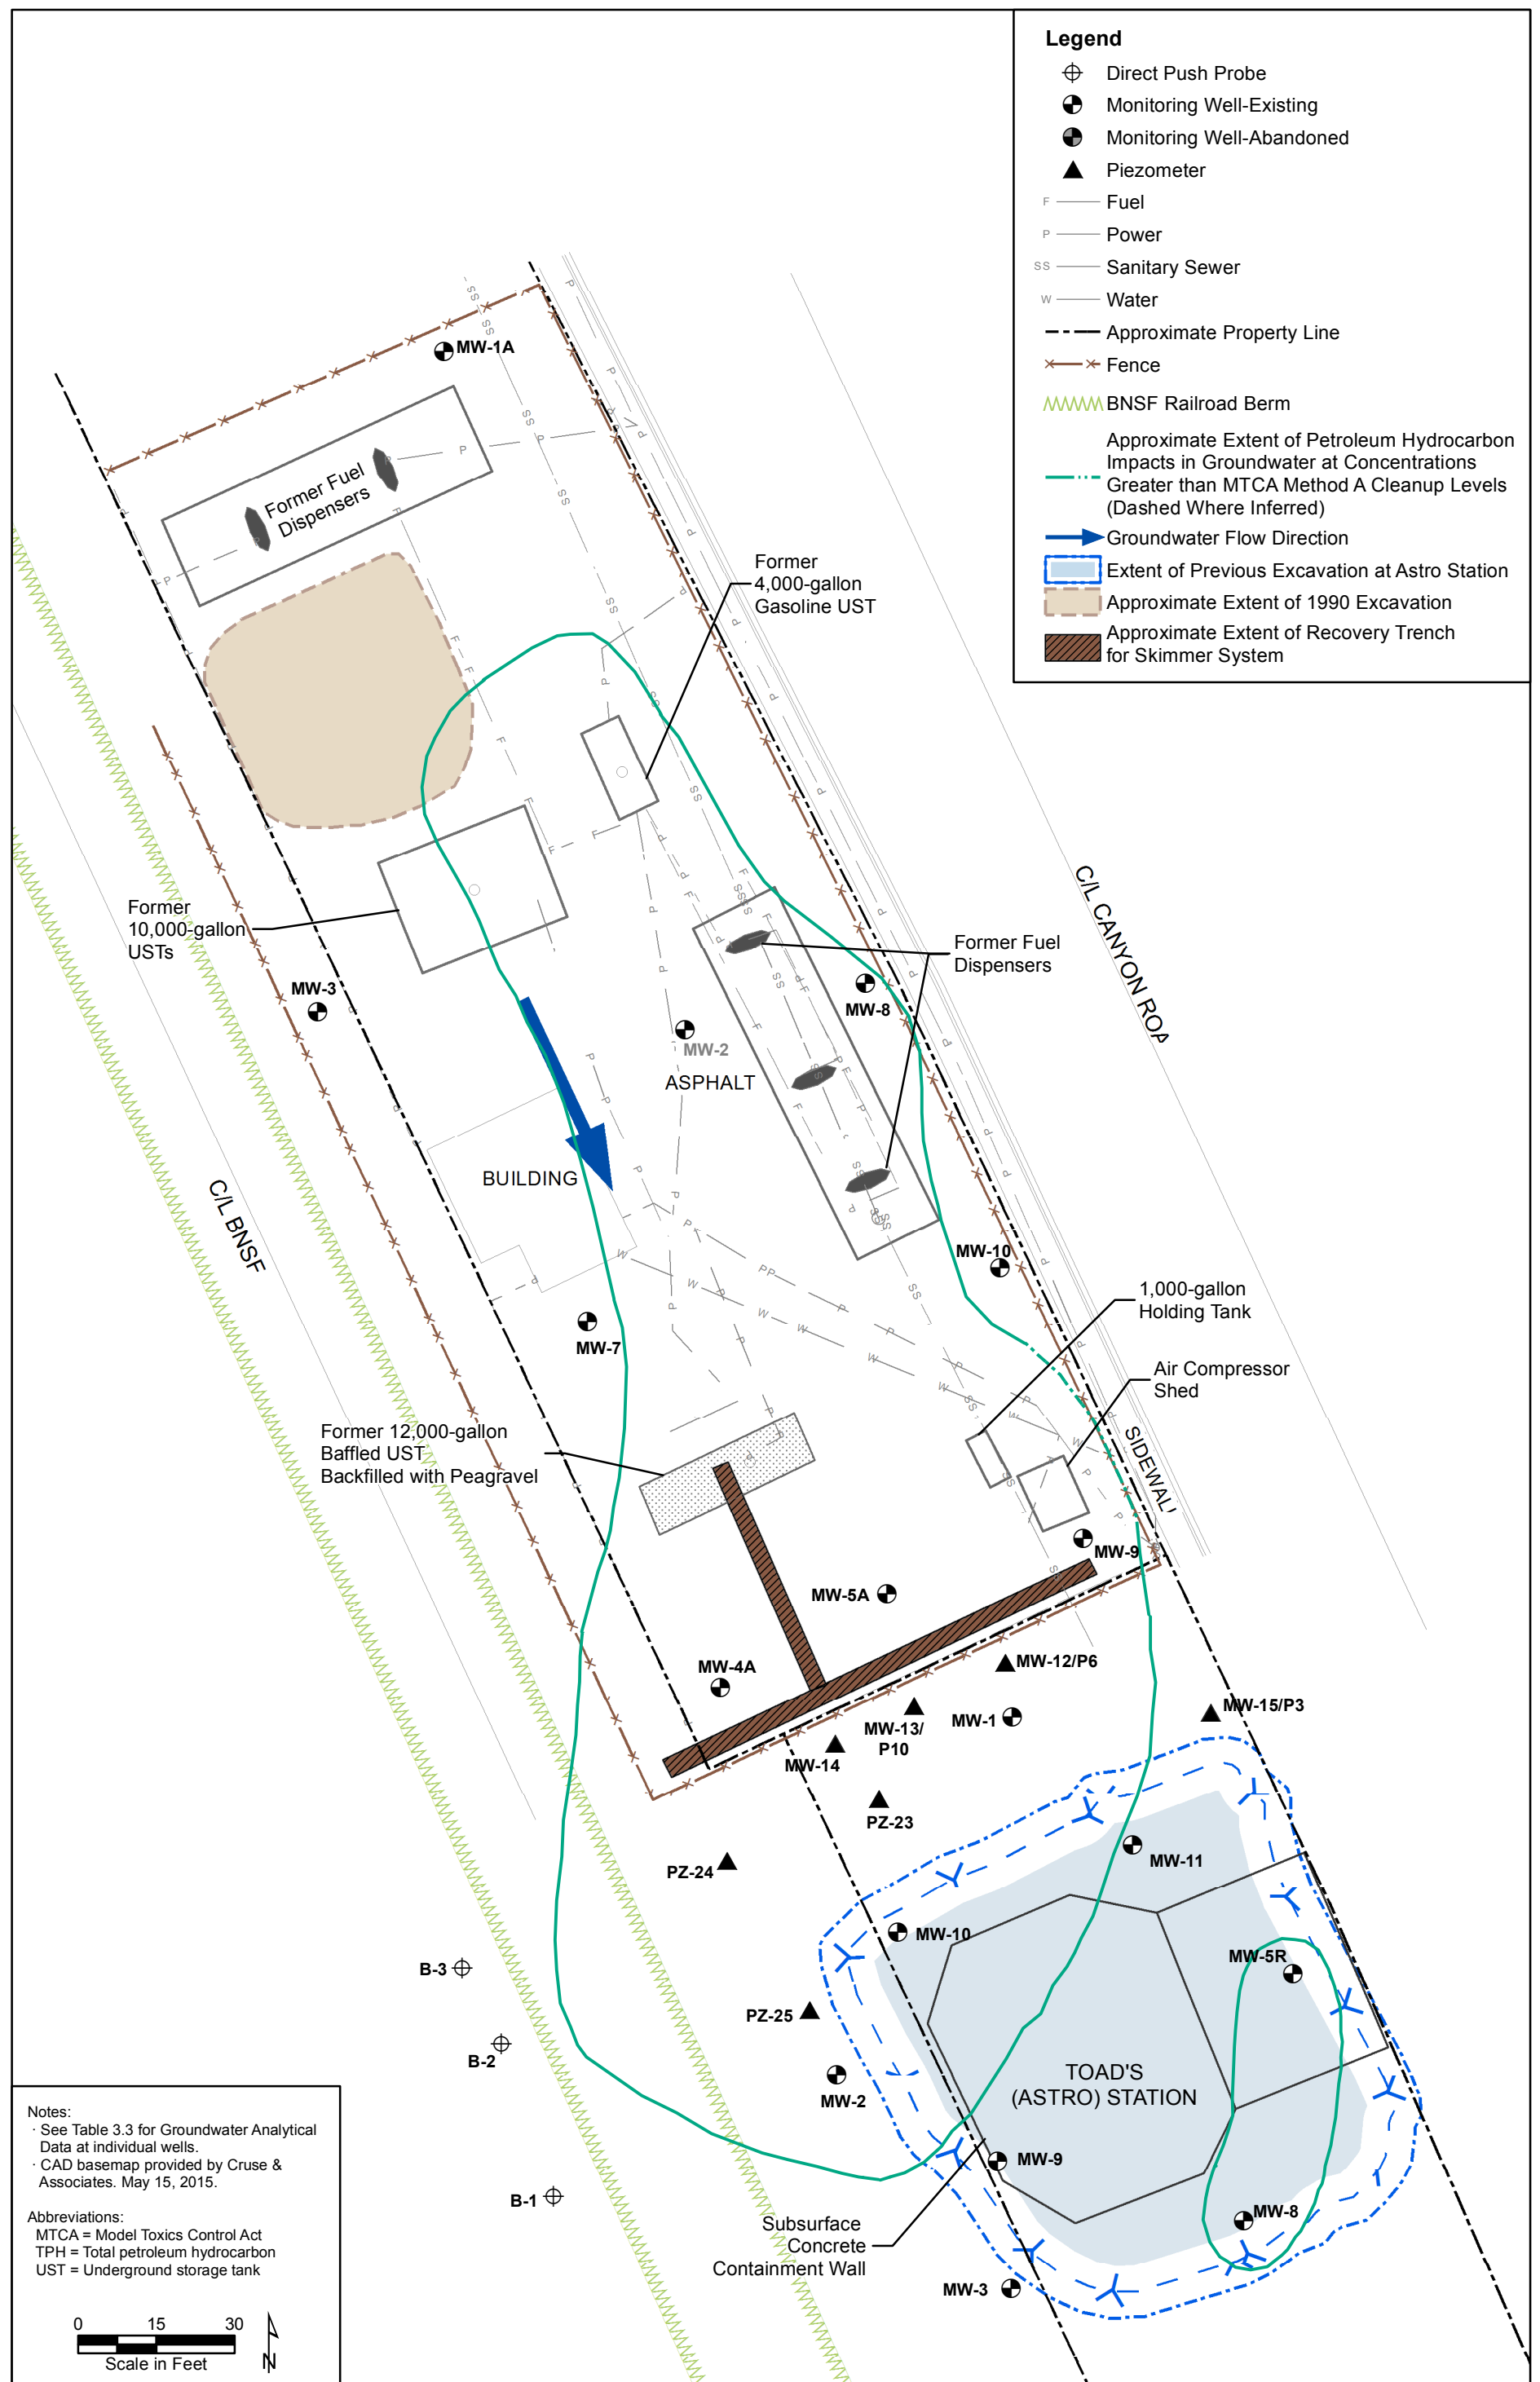 Legend
Direct Push Probe
Monitoring Well-Existing
Monitoring Well-Abandoned
Piezometer
F Fuel
P Power
SS Sanitary Sewer
W Water
Approximate Property Line
Fence
BNSF Railroad Berm
Approximate Extent of Petroleum Hydrocarbon
Impacts in Groundwater at Concentrations
Greater than MTCA Method A Cleanup Levels
(Dashed Where Inferred)
Groundwater Flow Direction
Extent of Previous Excavation at Astro Station
Approximate Extent of 1990 Excavation
Approximate Extent of Recovery Trench
for Skimmer System
MW-1A
Former Fuel
Dispensers
Former
4,000-gallon
Gasoline UST
Former
10,000-gallon
USTs
MW-3
Former Fuel
Dispensers
MW-8
MW-2
ASPHALT
C/L CANYON ROA
BUILDING
C/L BNSF
MW-10
1,000-gallon
Holding Tank
MW-7
Air Compressor
Shed
Former 12,000-gallon
Baffled UST
Backfilled with Peagravel
SIDEWAL
MW-9
MW-5A
MW-4A
MW-12/P6
MW-13/
P10
MW-1
MW-15/P3
MW-14
PZ-23
PZ-24
MW-11
MW-10
MW-5R
B-3
PZ-25
B-2
MW-2
TOAD'S
(ASTRO) STATION
MW-9
B-1
MW-8
Subsurface
Concrete
Containment Wall
MW-3
Notes:
· See Table 3.3 for Groundwater Analytical
Data at individual wells.
· CAD basemap provided by Cruse &
Associates. May 15, 2015.
Abbreviations:
MTCA = Model Toxics Control Act
TPH = Total petroleum hydrocarbon
UST = Underground storage tank
0 15 30
Scale in Feet
N